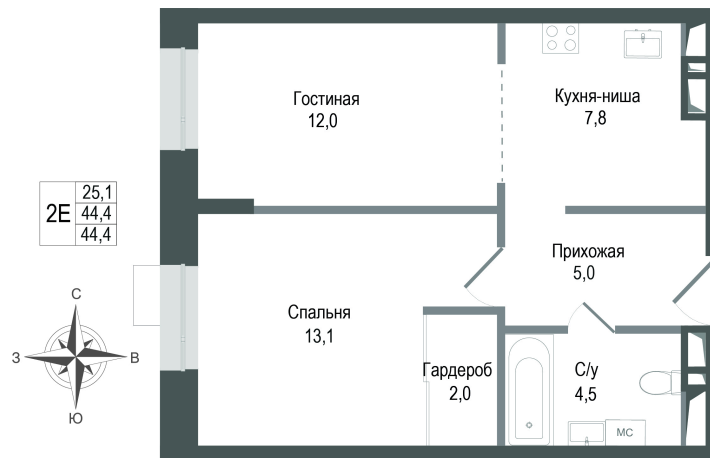 Гостиная
12,0
Кухня-ниша
7,8
2Е
25,1
44,4
44,4
Прихожая
5,0
С
З
В
Ю
Спальня
13,1
Гардероб
2,0
С/у
4,5
МС